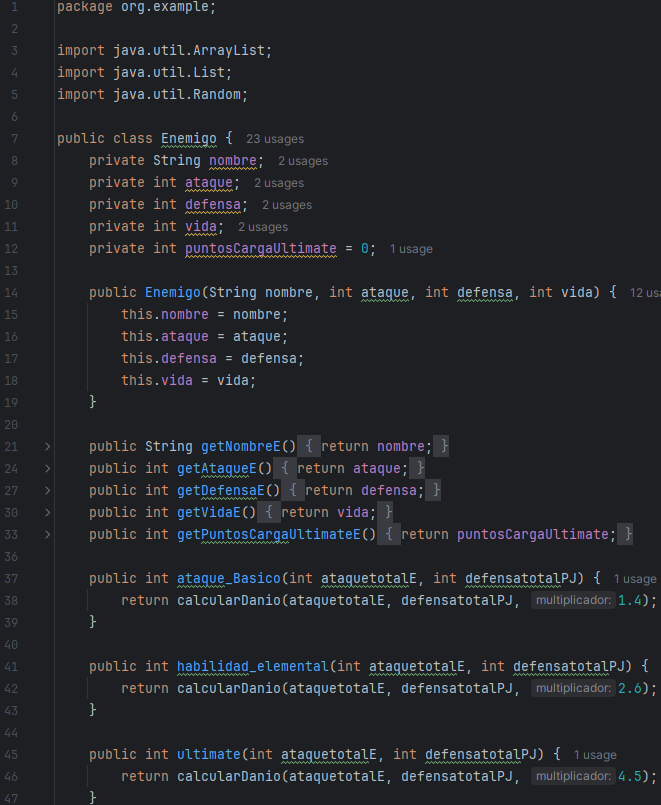 1 package org.example;
2
3 import java.util.ArrayList;
4 import java.util.List;
5 import java.util.Random;
6
7 public class Enemigo { 23 usages
8 private String nombre; 2 usages
9 private int ataque; 2 usages
10 private int defensa; 2 usages
11 private int vida; 2 usages
12 private int puntosCargaUltimate = 0; 1 usage
13
14 public Enemigo(String nombre, int ataque, int defensa, int vida) { 12 usa
15 this.nombre = nombre;
16 this.ataque = ataque;
17 this.defensa = defensa;
18 this.vida = vida;
19 }
20
21 public String getNombreE() { return nombre; }
24 public int getAtaqueE() { return ataque; }
27 public int getDefensaE() { return defensa; }
30 public int getVidaE() { return vida; }
33 public int getPuntosCargaUltimateE() { return puntosCargaUltimate; }
36
37 public int ataque_Basico(int ataquetotalE, int defensatotalPJ) { 1 usage
38 return calcularDanio(ataquetotalE, defensatotalPJ, multiplicador: 1.4);
39 }
40
41 public int habilidad_elemental(int ataquetotalE, int defensatotalPJ) {
42 return calcularDanio(ataquetotalE, defensatotalPJ, multiplicador: 2.6);
43 }
44
45 public int ultimate(int ataquetotalE, int defensatotalPJ) { 1 usage
46 return calcularDanio(ataquetotalE, defensatotalPJ, multiplicador: 4.5);
47 }